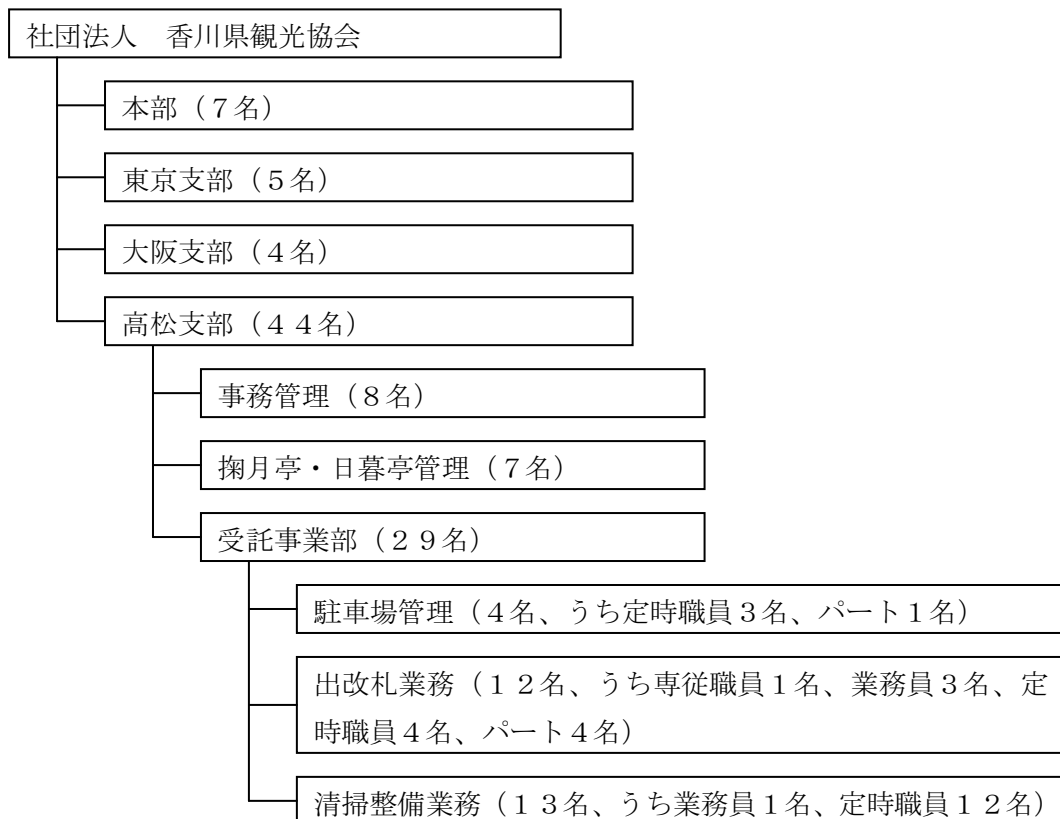 社団法人　香川県観光協会
本部（７名）
東京支部（５名）
大阪支部（４名）
高松支部（４４名）
事務管理（８名）
掬月亭・日暮亭管理（７名）
受託事業部（２９名）
駐車場管理（４名、うち定時職員３名、パート１名）
出改札業務（１２名、うち専従職員１名、業務員３名、定
時職員４名、パート４名）
清掃整備業務（１３名、うち業務員１名、定時職員１２名）